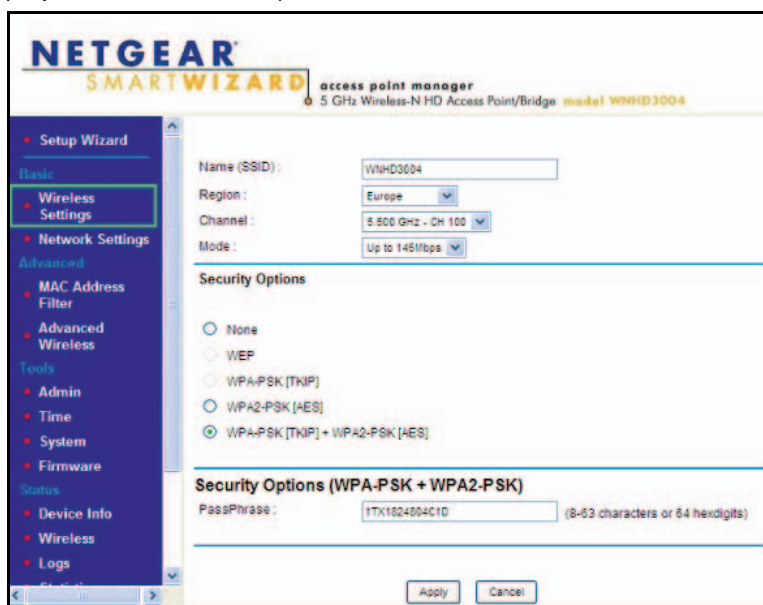 NETGEAR
SMARTWIZARD access point manager
5 GHz Wireless-N HD Access Point/Bridge model WNHD3004
Setup Wizard
Basic
Wireless
Settings
Network Settings
Advanced
MAC Address
Filter
Advanced
Wireless
Tools
Admin
Time
System
Firmware
Status
Device Info
Wireless
Logs
Name (SSID) : WNHD3004
Region : Europe
Channel : 5.500 GHz - CH 100
Mode : Up to 145Mbps
Security Options
None
WEP
WPA-PSK [TKIP]
WPA2-PSK [AES]
WPA-PSK [TKIP] + WPA2-PSK [AES]
Security Options (WPA-PSK + WPA2-PSK)
PassPhrase : 1TX1824804C1D (8-63 characters or 64 hexdigits)
Apply Cancel